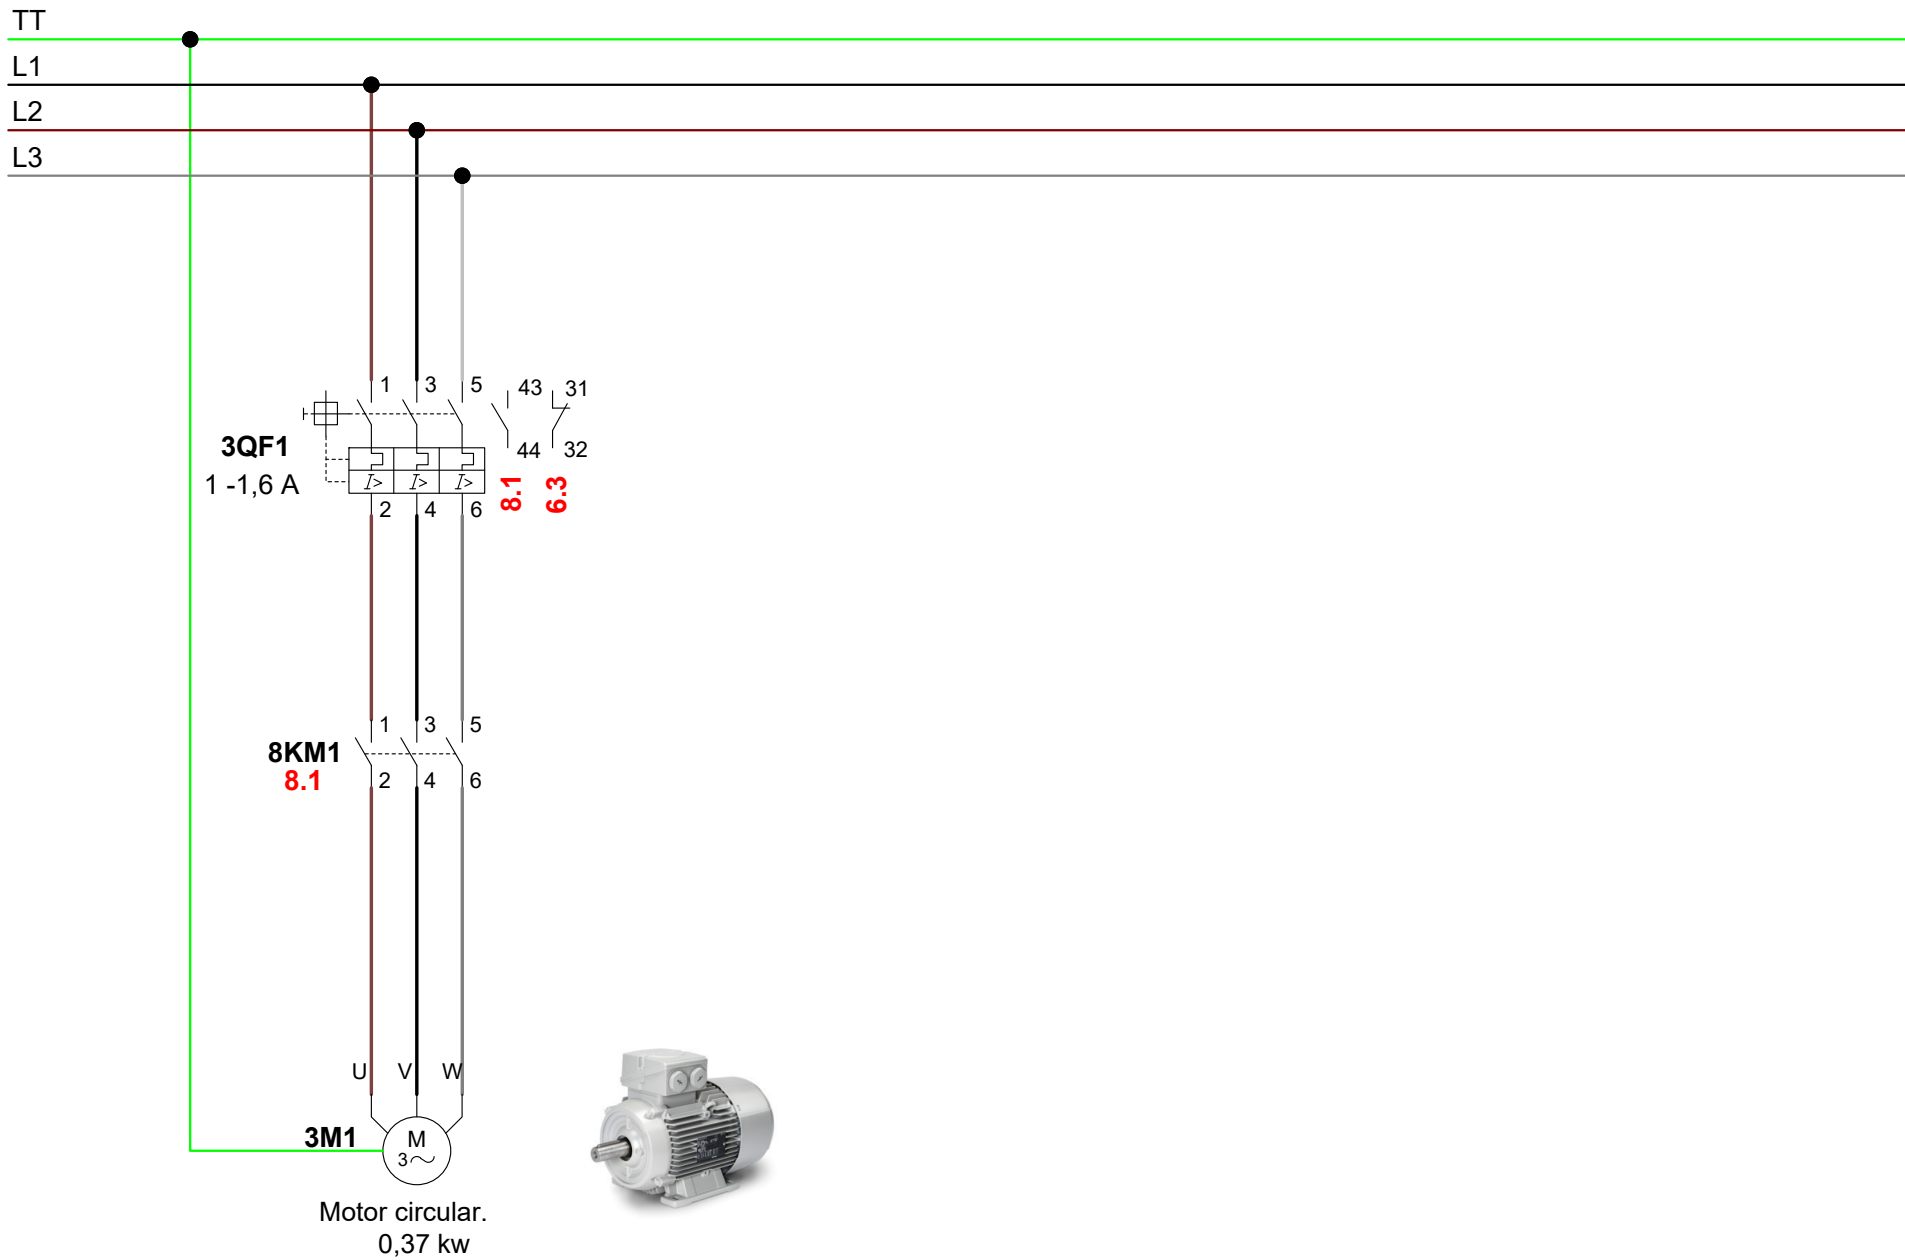 TT
L1
L2
L3
1 3 5 43 31
3QF1
44 32
1 -1,6 A
I> I> I>
8.1 6.3
2 4 6
1 3 5
8KM1
8.1
2 4 6
U V W
3M1
M
3~
Motor circular.
0,37 kw